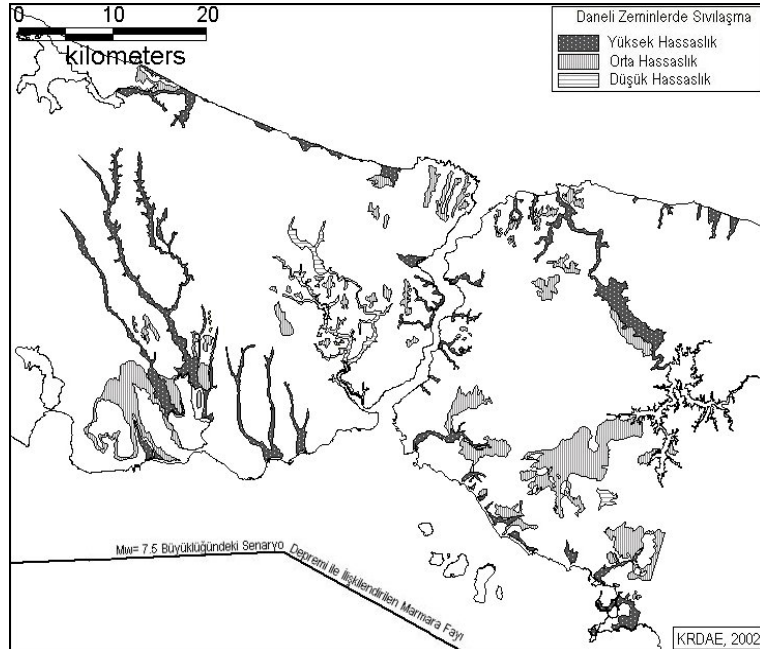 0 10 20
kilometers
Daneli Zeminlerde Sıvılaşma
Yüksek Hassaslık
Orta Hassaslık
Düşük Hassaslık
Mw= 7.5 Büyüklüğündeki Senaryo Depremi ile İlişkilendirilen Marmara Fayı
KRDAE, 2002